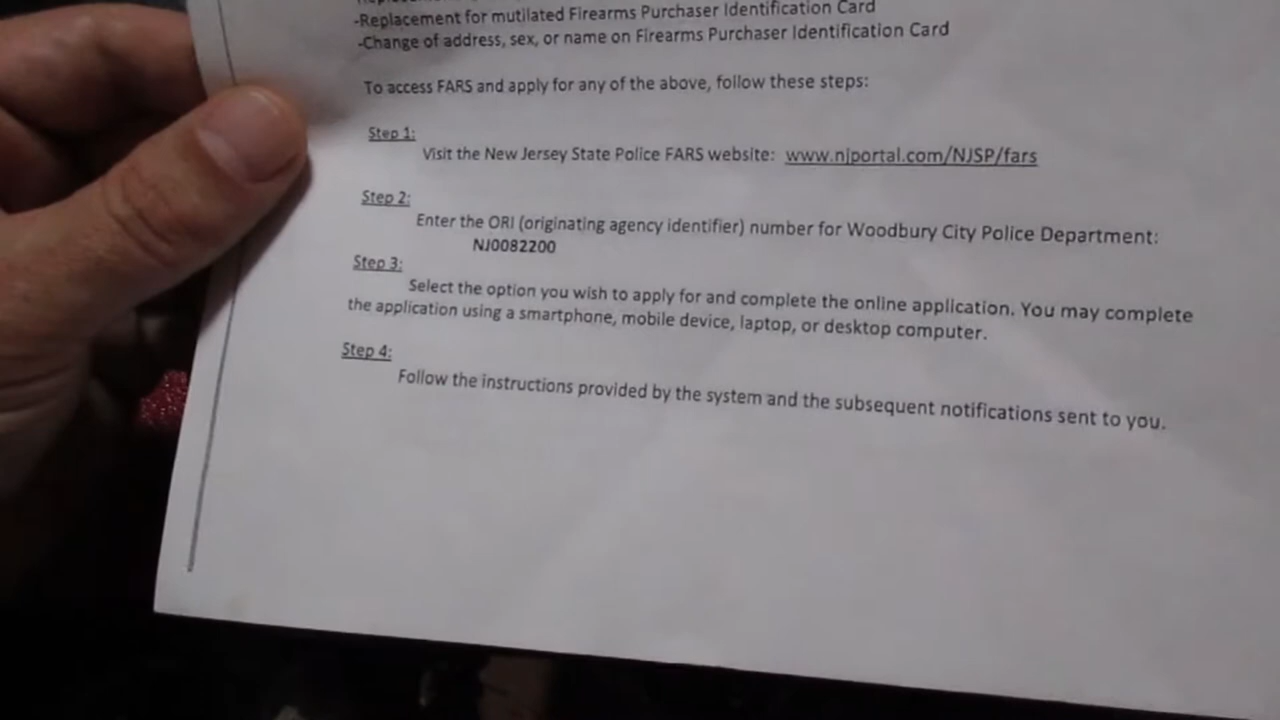 -Replacement for mutilated Firearms Purchaser Identification Card
-Change of address, sex, or name on Firearms Purchaser Identification Card
To access FARS and apply for any of the above, follow these steps:
Step 1:
Visit the New Jersey State Police FARS website: www.njportal.com/NJSP/fars
Step 2:
Enter the ORI (originating agency identifier) number for Woodbury City Police Department:
NJ0082200
Step 3:
Select the option you wish to apply for and complete the online application. You may complete
the application using a smartphone, mobile device, laptop, or desktop computer.
Step 4:
Follow the instructions provided by the system and the subsequent notifications sent to you.